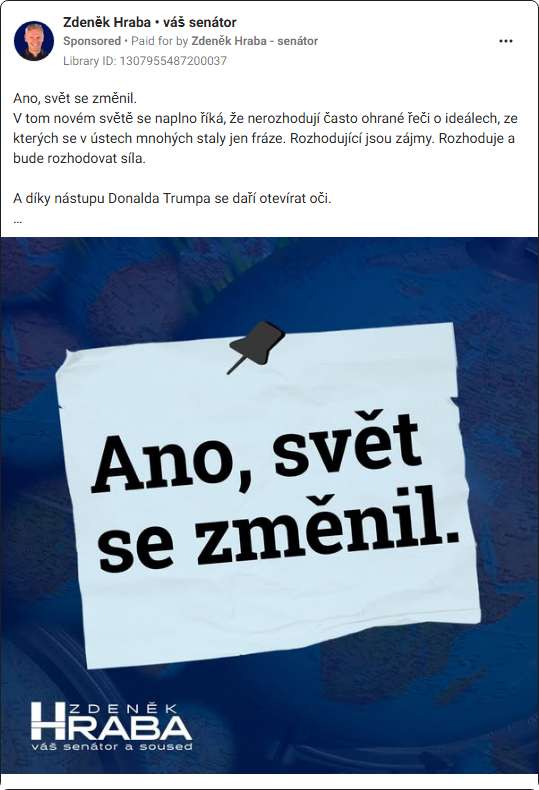 Zdeněk Hraba • váš senátor
Sponsored • Paid for by Zdeněk Hraba - senátor
Library ID: 1307955487200037
Ano, svět se změnil.
V tom novém světě se naplno říká, že nerozhodují často ohrané řeči o ideálech, ze
kterých se v ústech mnohých staly jen fráze. Rozhodující jsou zájmy. Rozhoduje a
bude rozhodovat síla.
A díky nástupu Donalda Trumpa se daří otevírat oči.
...
Ano, svět
se změnil.
ZDENĚK
HRABA
váš senátor a soused